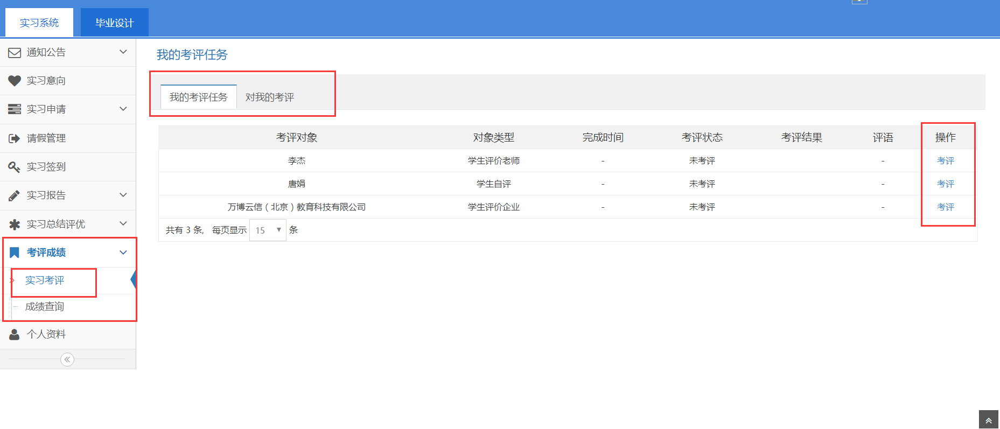 实习系统 毕业设计
通知公告
实习意向
实习申请
请假管理
实习签到
实习报告
实习总结评优
考评成绩
实习考评
成绩查询
个人资料
我的考评任务
我的考评任务 对我的考评
考评对象 对象类型 完成时间 考评状态 考评结果 评语 操作
李杰 学生评价老师 - 未考评 - 考评
唐娟 学生自评 - 未考评 - 考评
万博云信（北京）教育科技有限公司 学生评价企业 - 未考评 - 考评
共有 3 条, 每页显示 15 条